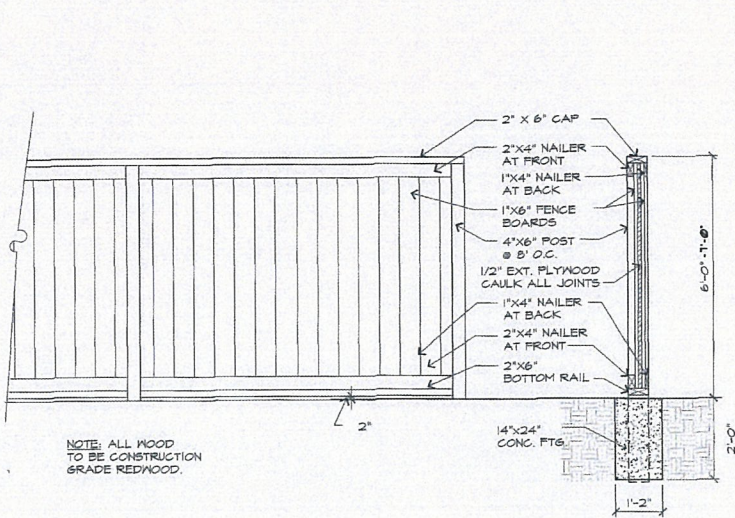 2" X 6" CAP
2"X4" NAILER
AT FRONT
1"X4" NAILER
AT BACK
1"X6" FENCE
BOARDS
4"X6" POST
@ 8' O.C.
1/2" EXT. PLYWOOD
CAULK ALL JOINTS
1"X4" NAILER
AT BACK
2"X4" NAILER
AT FRONT
2"X6"
BOTTOM RAIL
2"
14"x24"
CONC. FTG.
NOTE: ALL WOOD
TO BE CONSTRUCTION
GRADE REDWOOD.
6'-0"
2'-0"
1'-2"